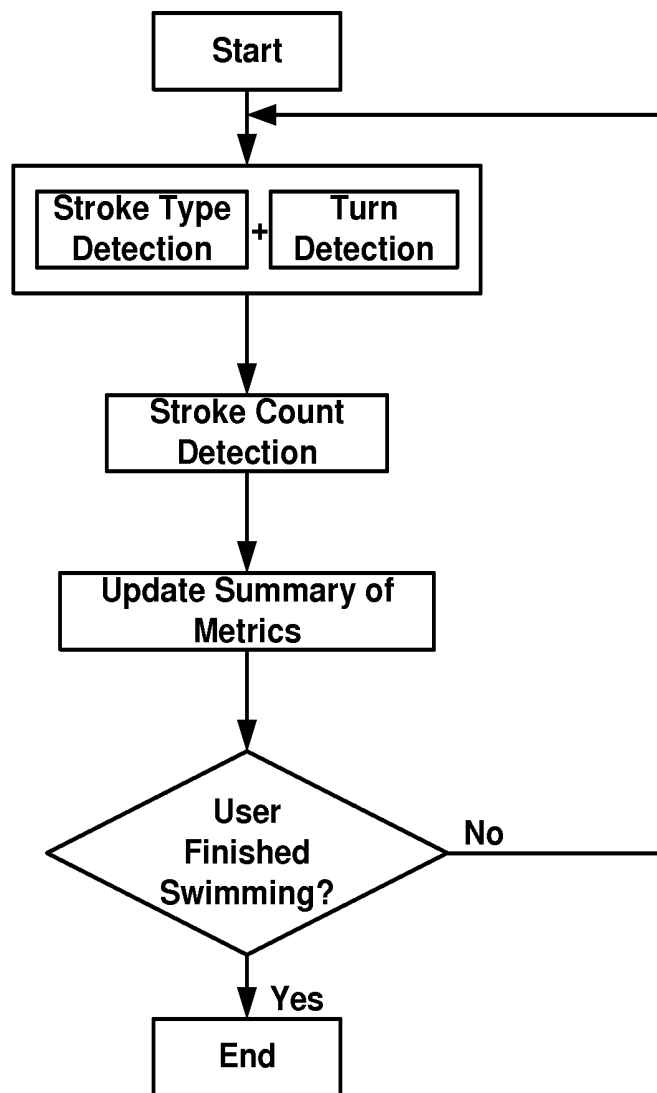 Start
Stroke Type
Detection
+
Turn
Detection
Stroke Count
Detection
Update Summary of
Metrics
User
Finished
Swimming?
No
Yes
End